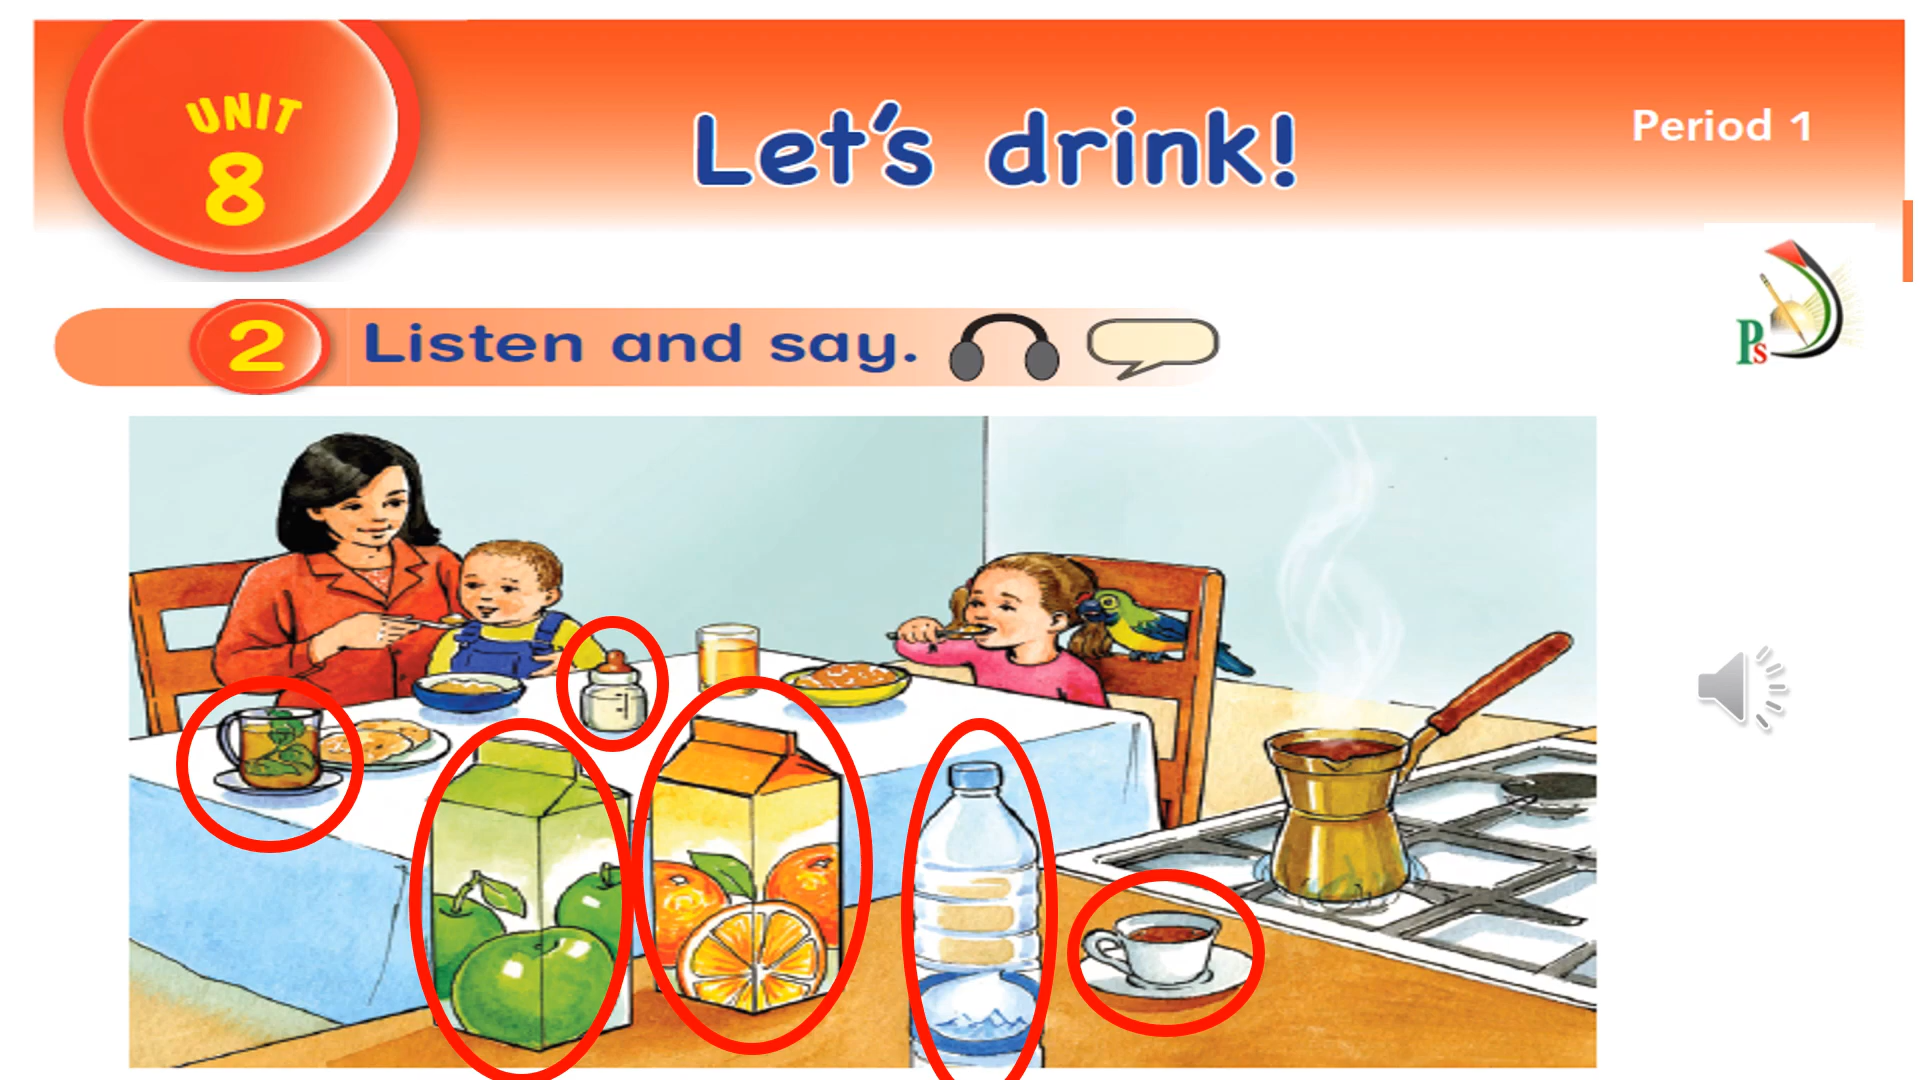 UNIT
8
Let's drink!
Period 1
Ps
2 Listen and say.